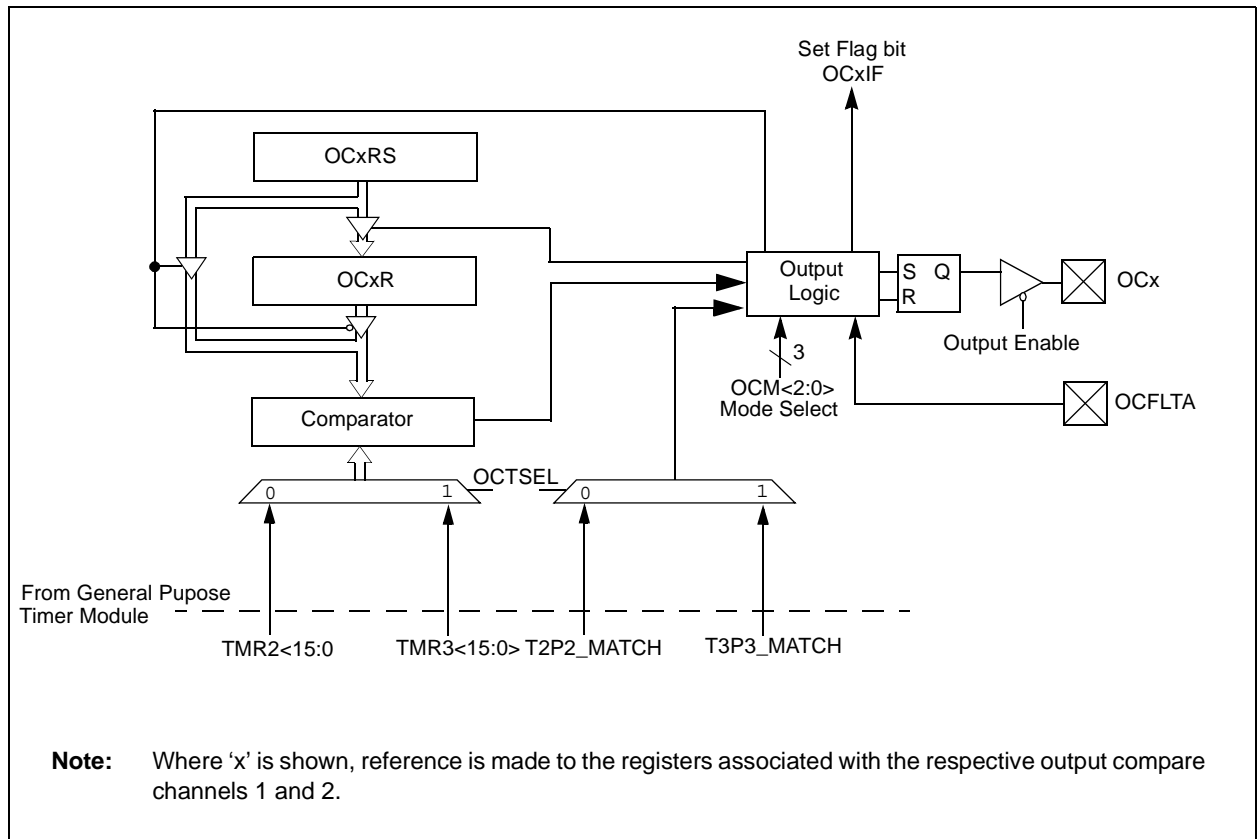 Set Flag bit
OCxIF
OCxRS
OCxR
Output
Logic
S Q
R
OCx
Output Enable
3
OCM<2:0>
Mode Select
OCFLTA
Comparator
OCTSEL
0 1 0 1
From General Pupose
Timer Module
TMR2<15:0 TMR3<15:0> T2P2_MATCH T3P3_MATCH
Note: Where ‘x’ is shown, reference is made to the registers associated with the respective output compare
channels 1 and 2.